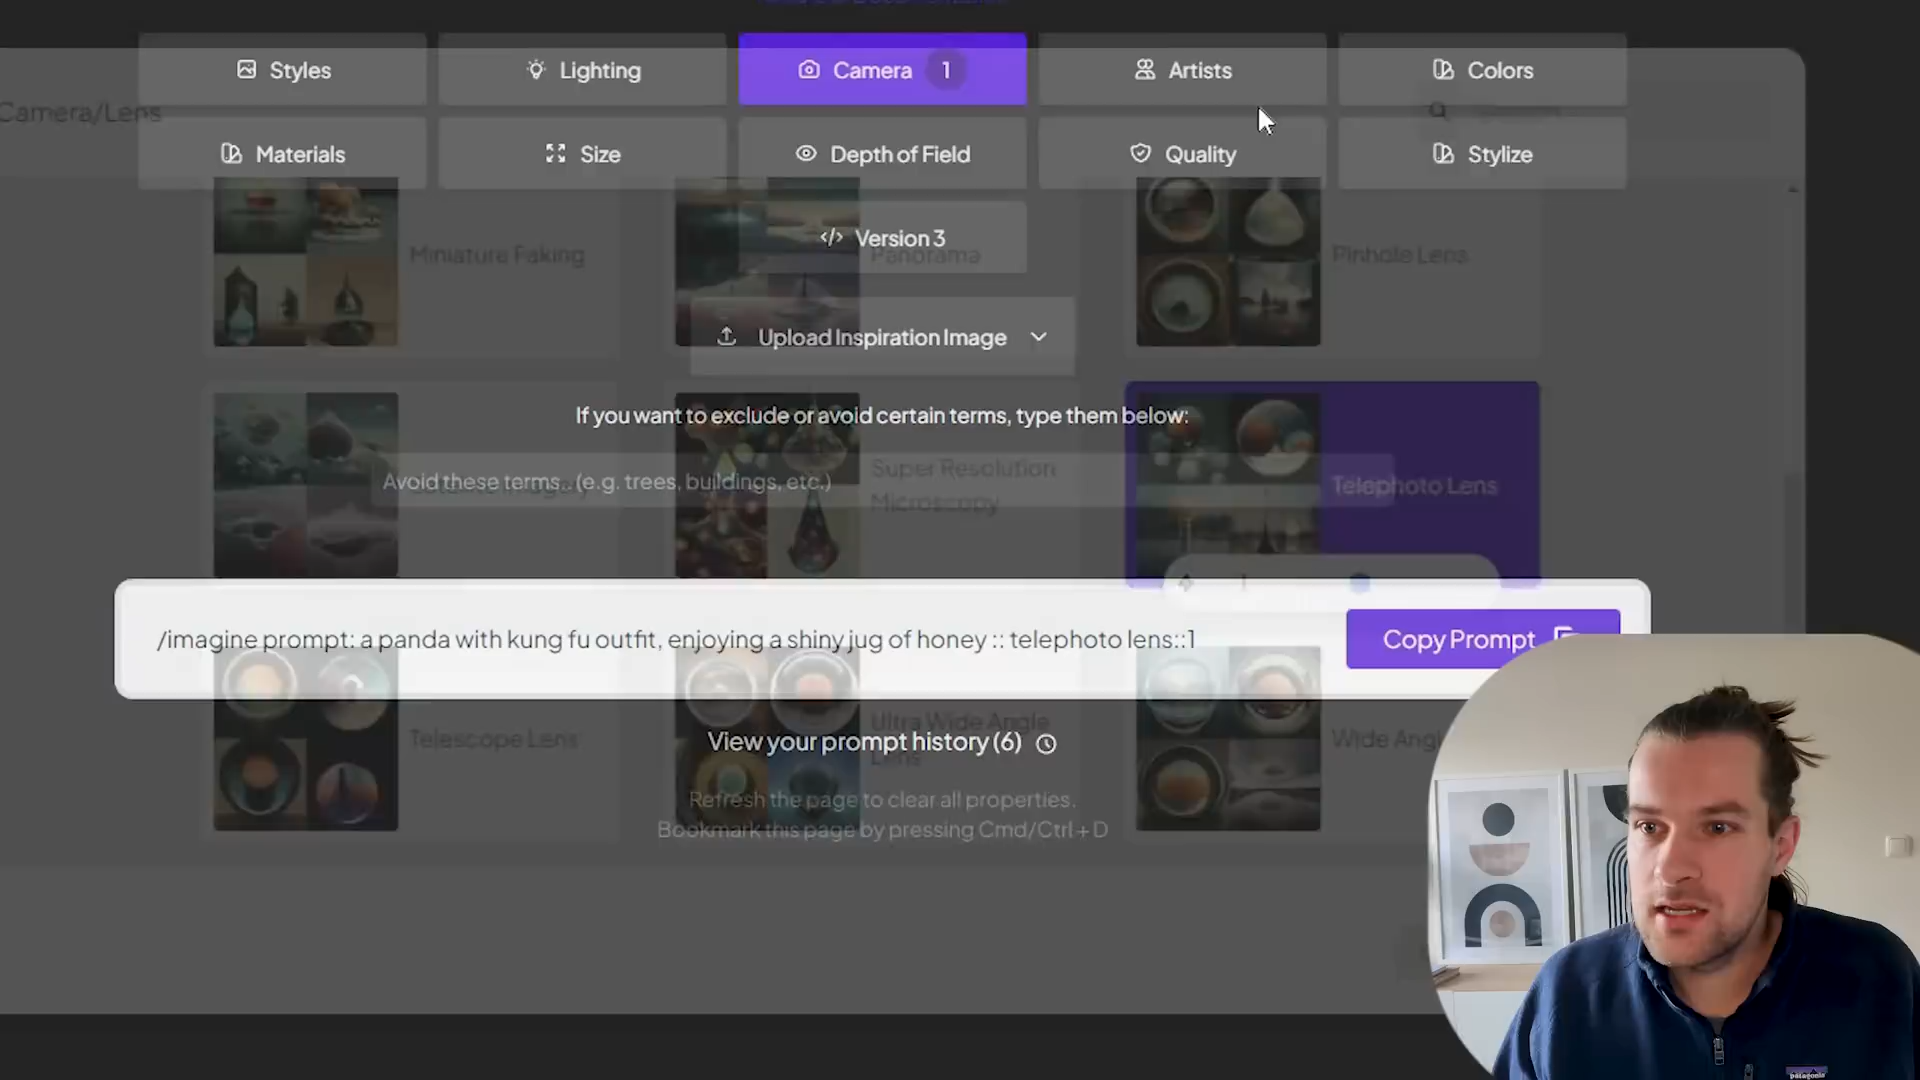 Styles
Lighting
Camera 1
Artists
Colors
Camera/Lens
Materials
Size
Depth of Field
Quality
Stylize
Version 3
Miniature Faking
Panorama
Pinhole Lens
Upload Inspiration Image
If you want to exclude or avoid certain terms, type them below:
Avoid these terms.. (e.g. trees, buildings, etc.)
Super Resolution
Microscopy
Telephoto Lens
/imagine prompt: a panda with kung fu outfit, enjoying a shiny jug of honey :: telephoto lens::1
Copy Prompt
Telescope Lens
Ultra Wide Angle
Lens
Wide Angl
View your prompt history (6)
Refresh the page to clear all properties.
Bookmark this page by pressing Cmd/Ctrl + D
patagonia